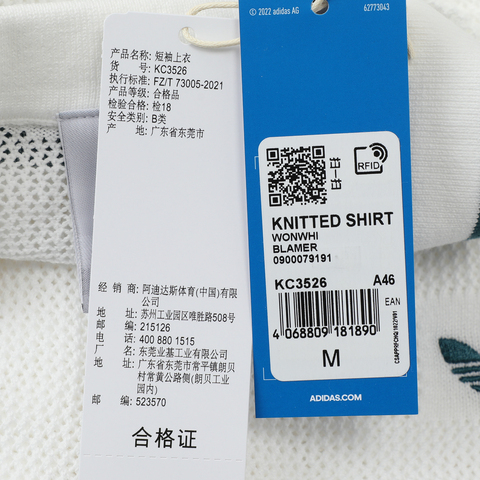 产品名称: 短袖上衣
货 号: KC3526
执行标准: FZ/T 73005-2021
产品等级: 合格品
检验合格: 检18
安全类别: B类
产 地: 广东省东莞市
经 销 商: 阿迪达斯体育(中国)有限
公司
地 址: 苏州工业园区唯胜路508号
邮 编: 215126
电 话: 400 880 1515
厂 名: 东莞业基工业有限公司
地 址: 广东省东莞市常平镇朗贝
村常黄公路侧(朗贝工业
园内)
邮 编: 523570
合格证
© 2022 adidas AG
62773043
RFID
KNITTED SHIRT
WONWHI
BLAMER
0900079191
KC3526 A46
EAN
4 068809 181890
M
ADIDAS.COM